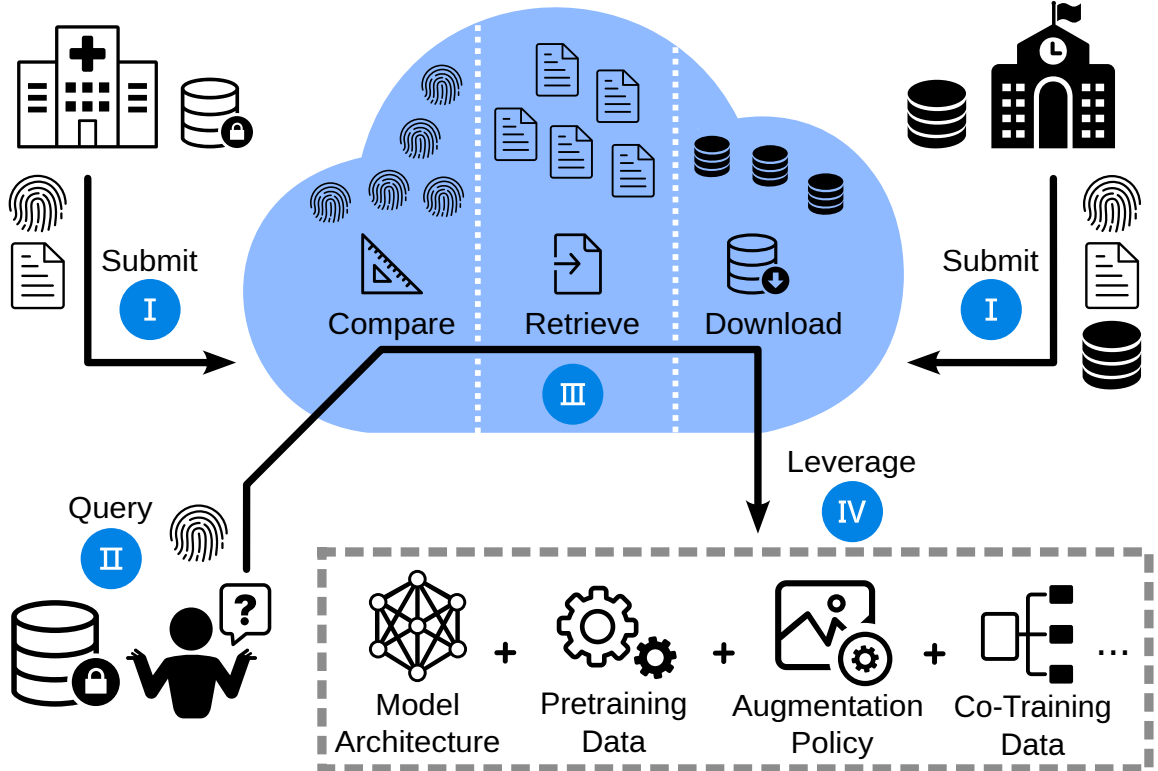 Submit
I
Submit
I
Compare
Retrieve
Download
III
Leverage
IV
Query
II
?
+
+
+
...
Model
Architecture
Pretraining
Data
Augmentation
Policy
Co-Training
Data